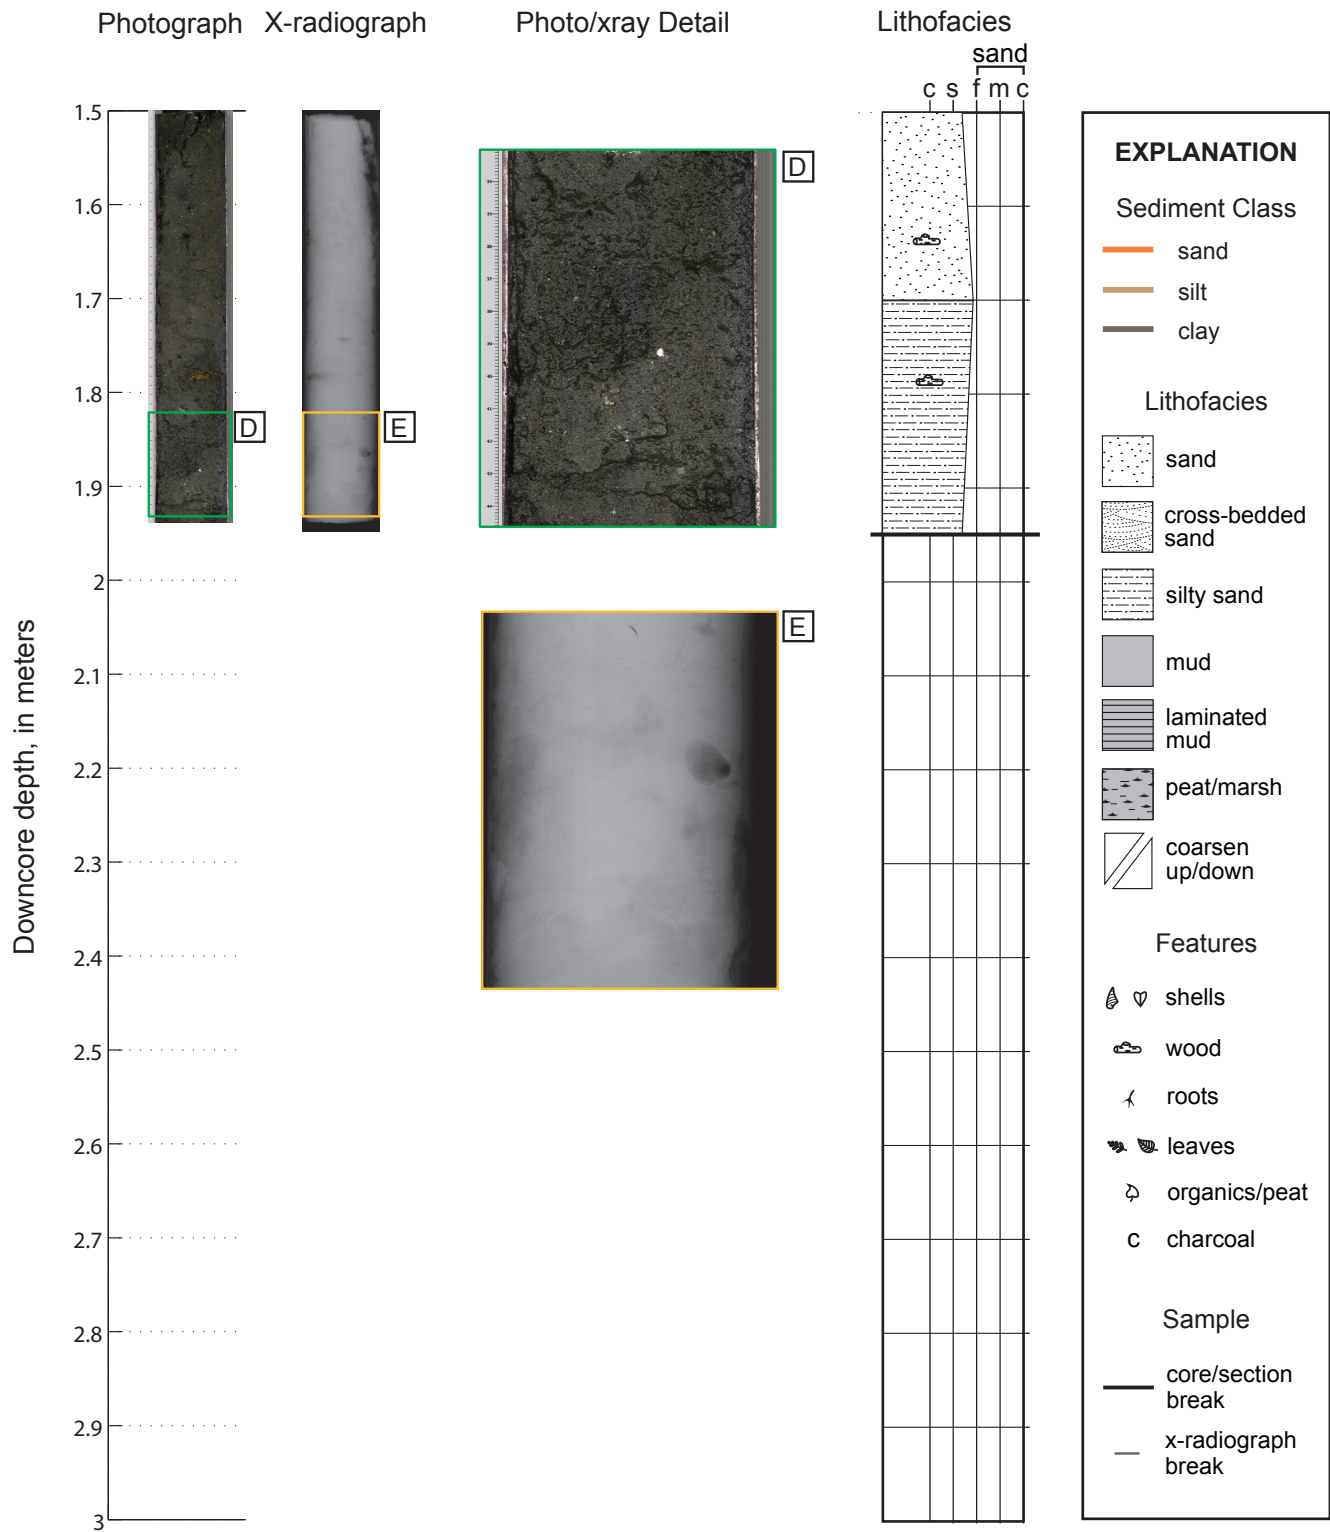 Photograph X-radiograph Photo/xray Detail Lithofacies
sand
c s f m c
1.5
1.6
1.7
1.8
1.9
2
2.1
2.2
2.3
2.4
2.5
2.6
2.7
2.8
2.9
3
Downcore depth, in meters
D
E
D
E
EXPLANATION
Sediment Class
sand
silt
clay
Lithofacies
sand
cross-bedded
sand
silty sand
mud
laminated
mud
peat/marsh
coarsen
up/down
Features
shells
wood
roots
leaves
organics/peat
c charcoal
Sample
core/section
break
x-radiograph
break